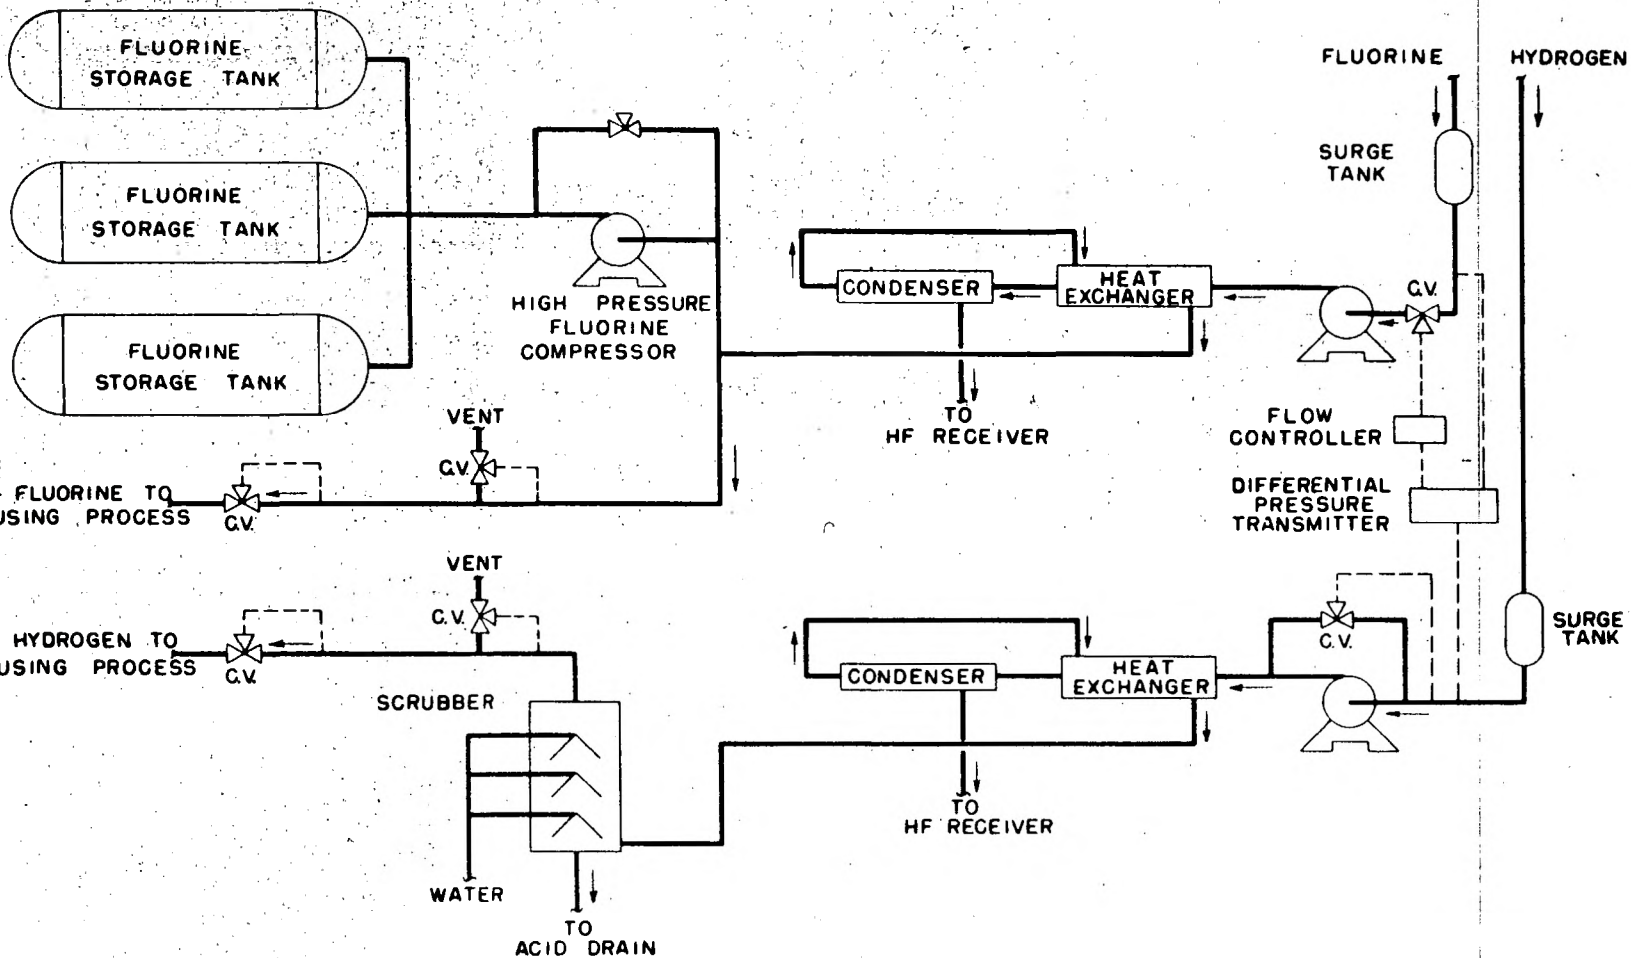 FLUORINE
STORAGE TANK
FLUORINE
STORAGE TANK
FLUORINE
STORAGE TANK
HIGH PRESSURE
FLUORINE
COMPRESSOR
FLUORINE
HYDROGEN
SURGE
TANK
CONDENSER
HEAT
EXCHANGER
C.V.
TO
HF RECEIVER
FLOW
CONTROLLER
DIFFERENTIAL
PRESSURE
TRANSMITTER
VENT
C.V.
FLUORINE TO
USING PROCESS
C.V.
VENT
C.V.
HYDROGEN TO
USING PROCESS
C.V.
SCRUBBER
WATER
TO
ACID DRAIN
CONDENSER
HEAT
EXCHANGER
C.V.
SURGE
TANK
TO
HF RECEIVER